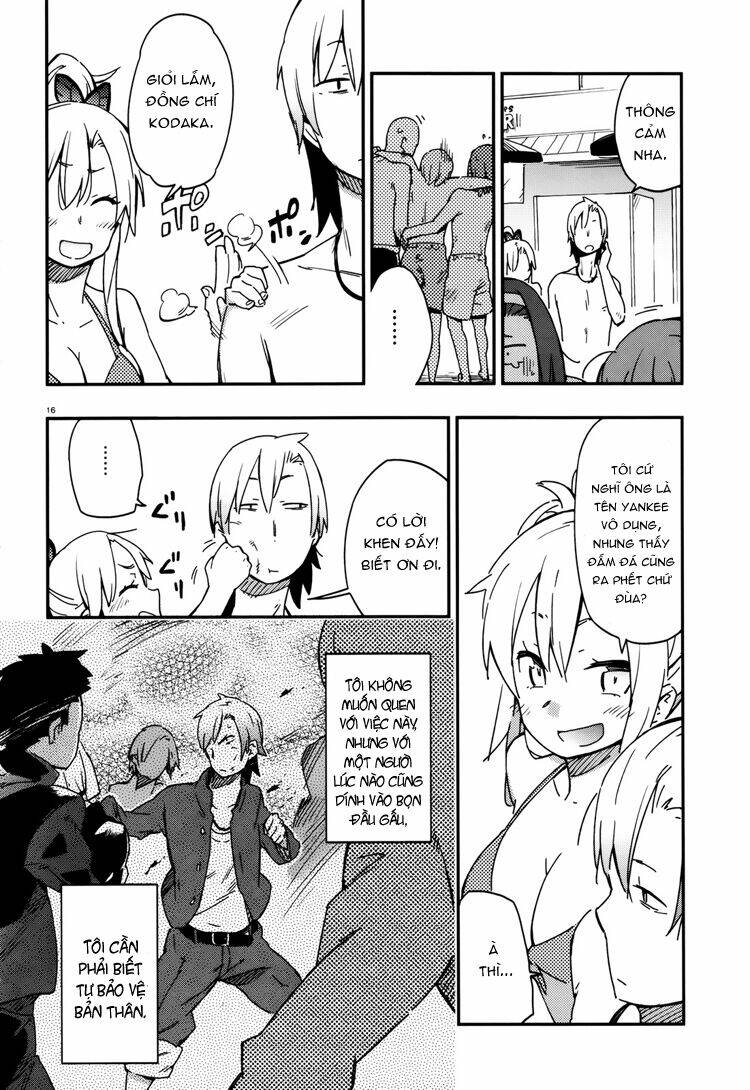 THÔNG
CẢM
NHA.
......
GIỎI LẮM,
ĐỒNG CHÍ
KODAKA.
ポ
ポ
16
TÔI CỨ
NGHĨ ÔNG LÀ
TÊN YANKEE
VÔ DỤNG,
NHƯNG THẤY
ĐẤM ĐÁ CŨNG
RA PHẾT CHỨ
ĐÙA?
À
THÌ...
CÓ LỜI
KHEN ĐẤY!
BIẾT ƠN ĐI.
......
ぐ
ぐ
TÔI KHÔNG
MUỐN QUEN
VỚI VIỆC NÀY,
NHƯNG VỚI
MỘT NGƯỜI
LÚC NÀO CŨNG
DÍNH VÀO BỌN
ĐẦU GẤU,
TÔI CẦN
PHẢI BIẾT
TỰ BẢO VỆ
BẢN THÂN.